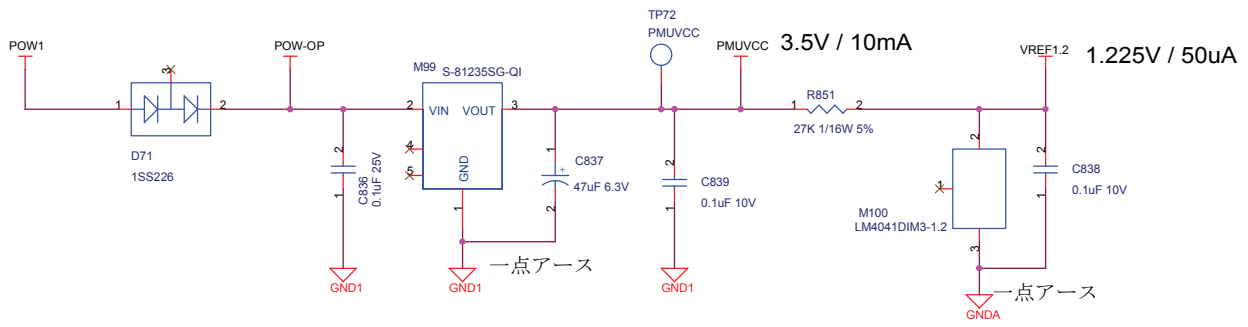 TP72
PMUVCC
POW1
POW-OP
PMUVCC
3.5V / 10mA
VREF1.2
1.225V / 50uA
M99
S-81235SG-QI
3
1
2
D71
1SS226
2
VIN
VOUT
3
4
5
GND
1
2
1
C836
0.1uF 25V
1
2
C837
47uF 6.3V
2
1
C839
0.1uF 10V
1
2
R851
27K 1/16W 5%
2
1
3
M100
LM4041DIM3-1.2
2
1
C838
0.1uF 10V
GND1
GND1
一点アース
GND1
GNDA
一点アース